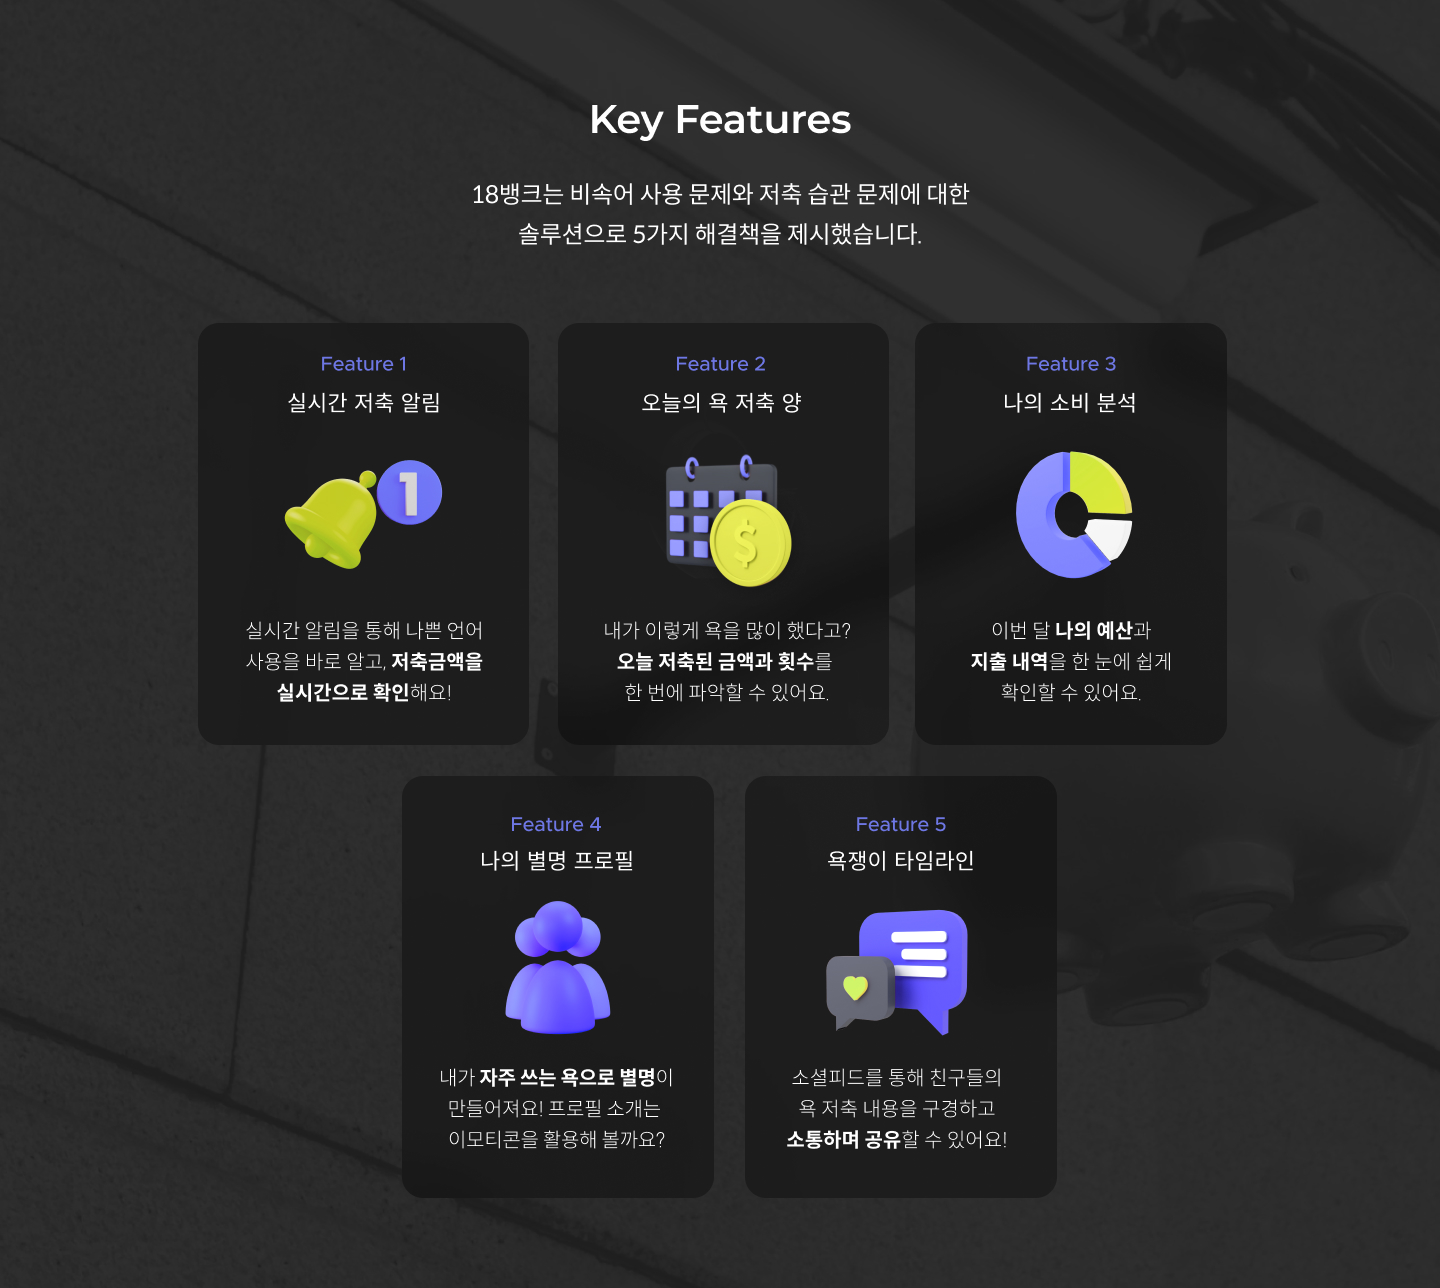 Key Features
18뱅크는 비속어 사용 문제와 저축 습관 문제에 대한
솔루션으로 5가지 해결책을 제시했습니다.
Feature 1
실시간 저축 알림
1
실시간 알림을 통해 나쁜 언어
사용을 바로 알고, 저축금액을
실시간으로 확인해요!
Feature 2
오늘의 욕 저축 양
$
내가 이렇게 욕을 많이 했다고?
오늘 저축된 금액과 횟수를
한 번에 파악할 수 있어요.
Feature 3
나의 소비 분석
이번 달 나의 예산과
지출 내역을 한 눈에 쉽게
확인할 수 있어요.
Feature 4
나의 별명 프로필
내가 자주 쓰는 욕으로 별명이
만들어져요! 프로필 소개는
이모티콘을 활용해 볼까요?
Feature 5
욕쟁이 타임라인
소셜피드를 통해 친구들의
욕 저축 내용을 구경하고
소통하며 공유할 수 있어요!